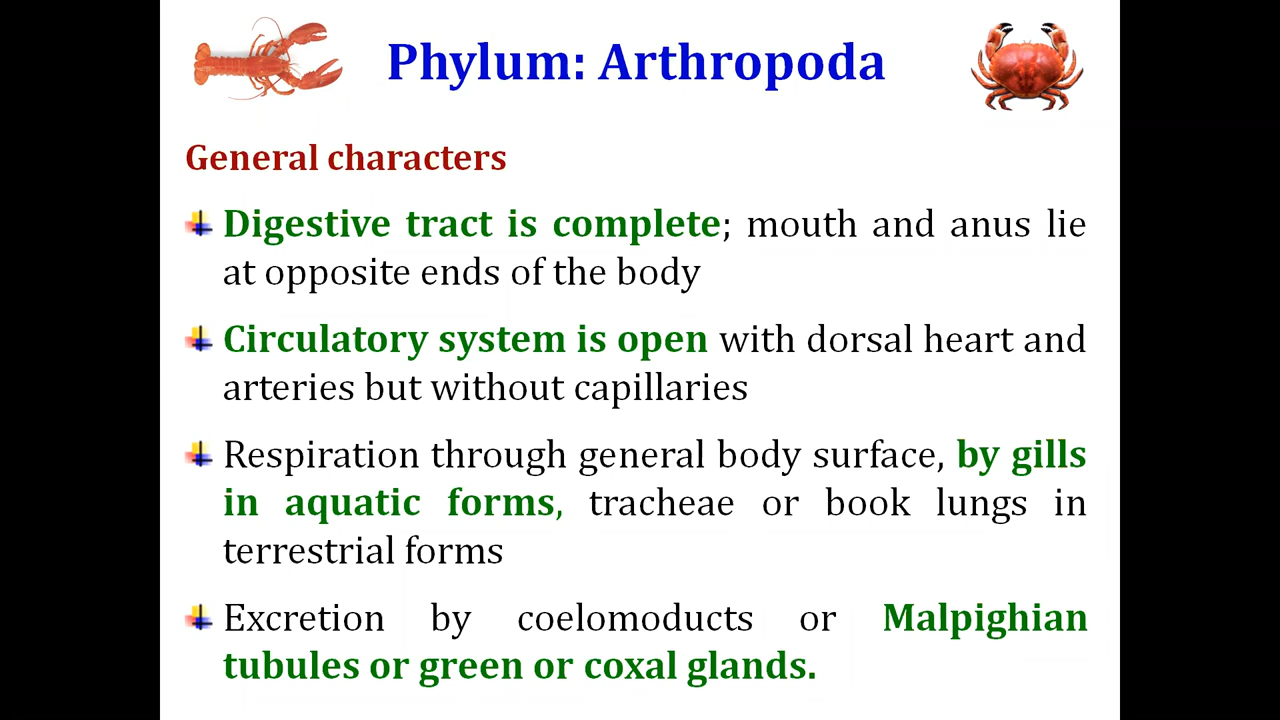 Phylum: Arthropoda
General characters
Digestive tract is complete; mouth and anus lie
at opposite ends of the body
Circulatory system is open with dorsal heart and
arteries but without capillaries
Respiration through general body surface, by gills
in aquatic forms, tracheae or book lungs in
terrestrial forms
Excretion by coelomoducts or Malpighian
tubules or green or coxal glands.